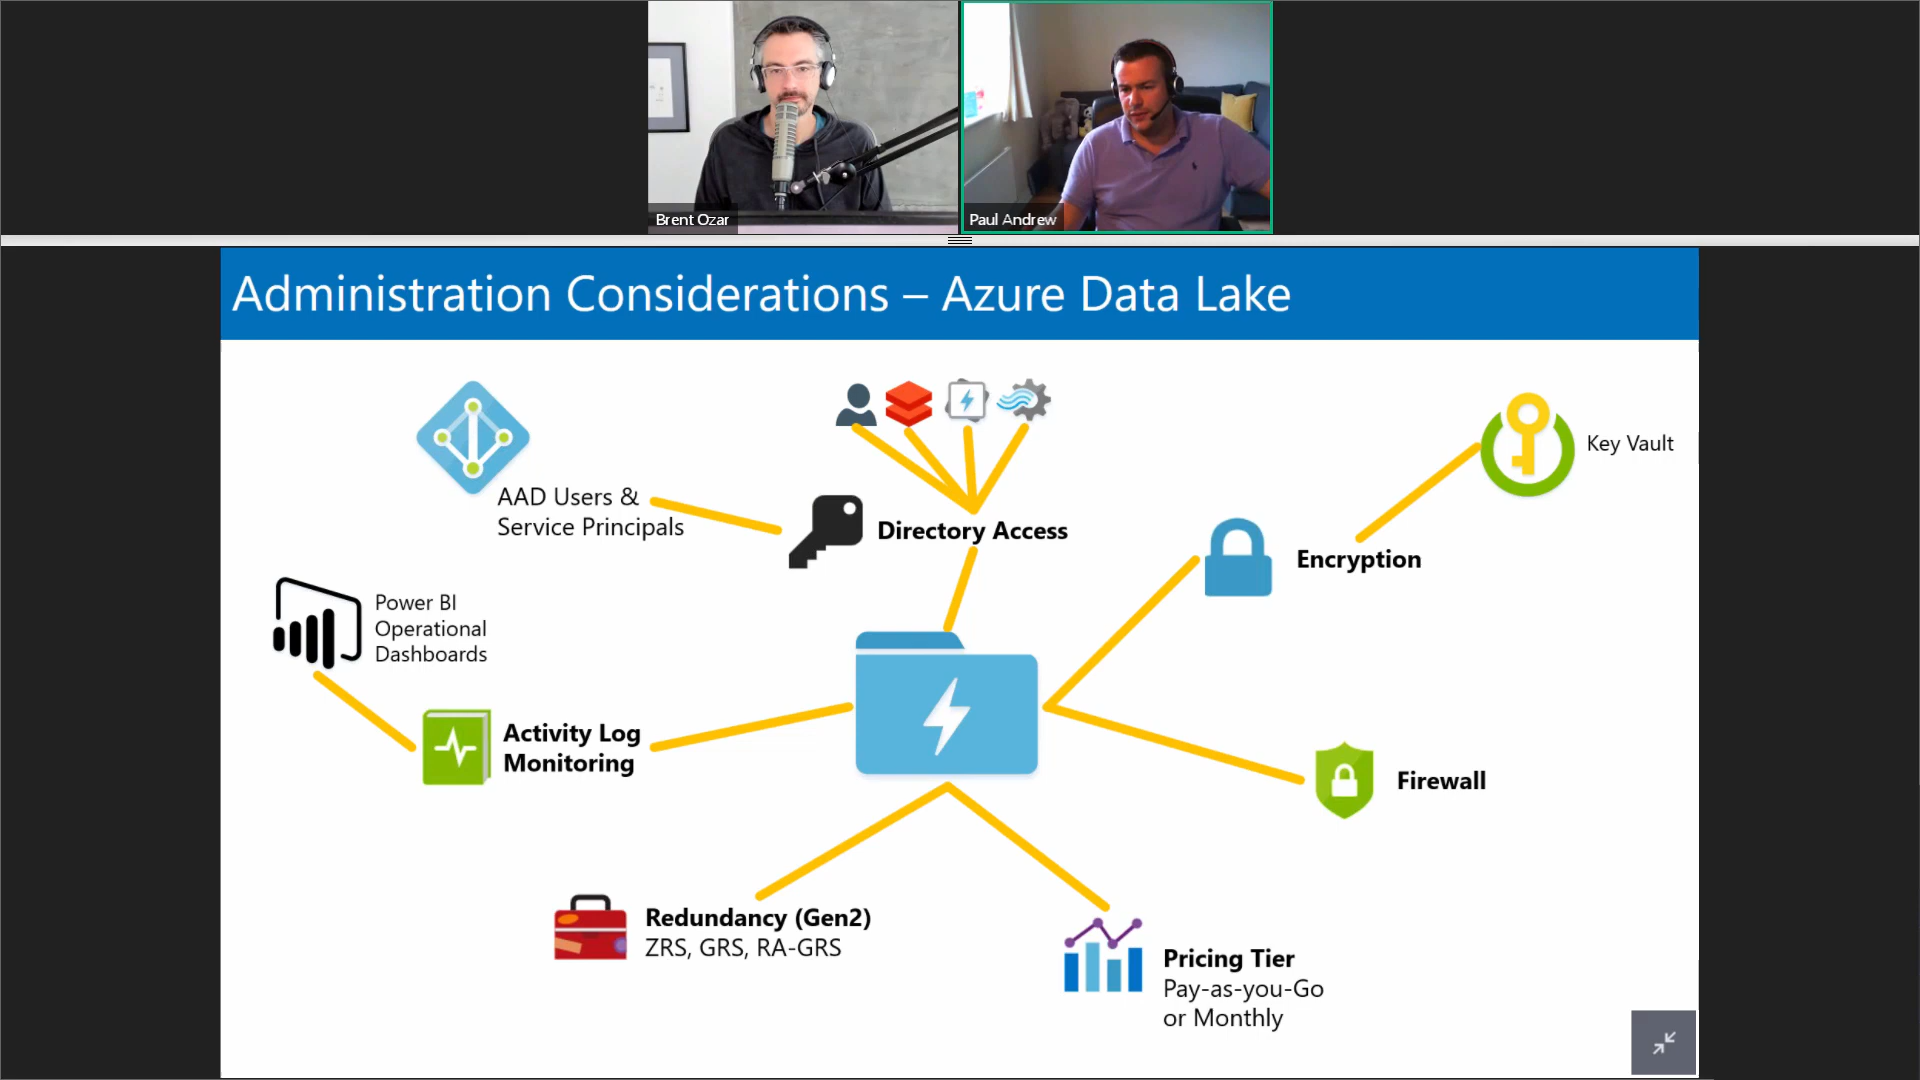 Brent Ozar
Paul Andrew
Administration Considerations – Azure Data Lake
AAD Users &
Service Principals
Directory Access
Key Vault
Encryption
Power BI
Operational
Dashboards
Activity Log
Monitoring
Firewall
Redundancy (Gen2)
ZRS, GRS, RA-GRS
Pricing Tier
Pay-as-you-Go
or Monthly